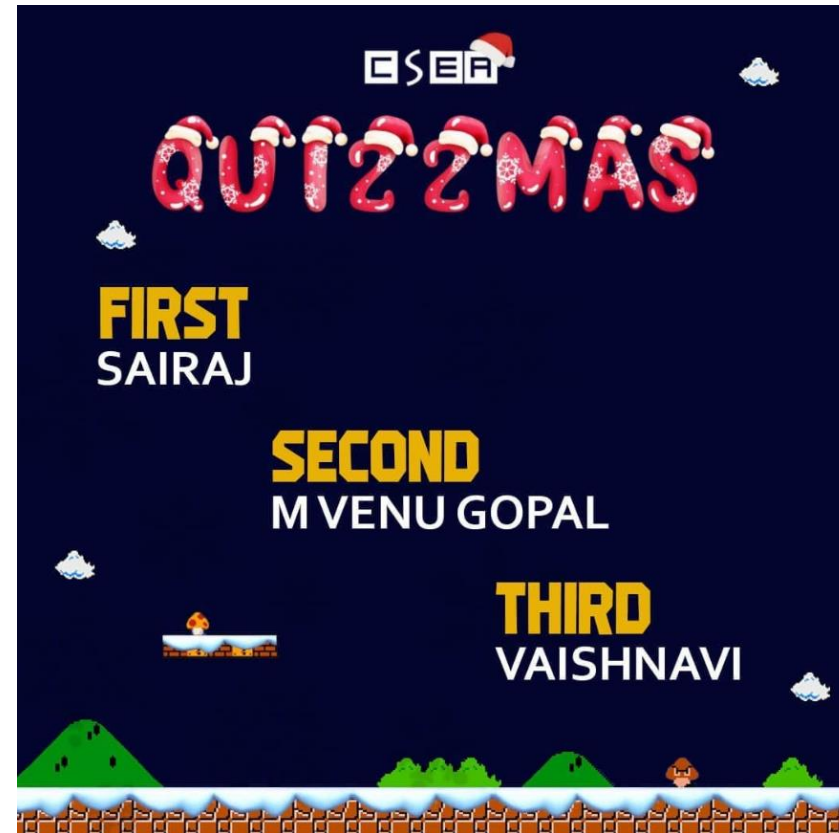 CSEA
QUIZZMAS
FIRST
SAIRAJ
SECOND
M VENU GOPAL
THIRD
VAISHNAVI